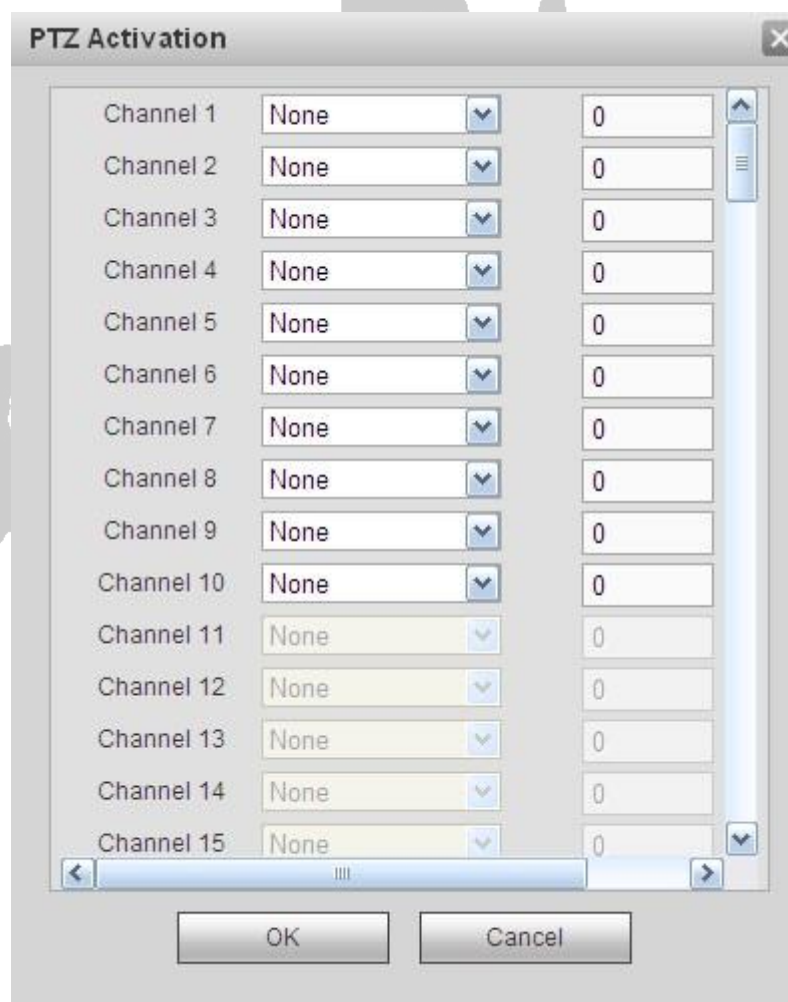 PTZ Activation
Channel 1 None 0
Channel 2 None 0
Channel 3 None 0
Channel 4 None 0
Channel 5 None 0
Channel 6 None 0
Channel 7 None 0
Channel 8 None 0
Channel 9 None 0
Channel 10 None 0
Channel 11 None 0
Channel 12 None 0
Channel 13 None 0
Channel 14 None 0
Channel 15 None 0
OK Cancel